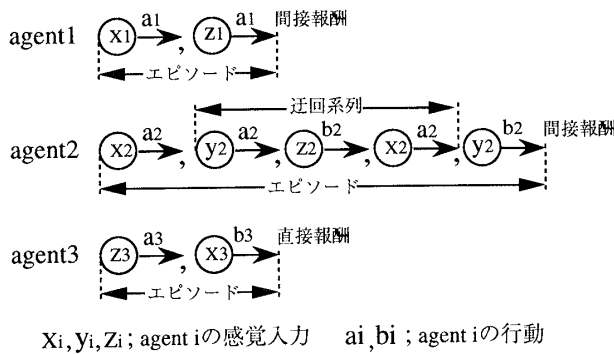 agent1 x1 a1 , z1 a1 間接報酬
エピソード
迂回系列
agent2 x2 a2 , y2 a2 , z2 b2 , x2 a2 , y2 b2 間接報酬
エピソード
agent3 z3 a3 , x3 b3 直接報酬
エピソード
xi,yi,zi ; agent iの感覚入力 ai,bi ; agent iの行動